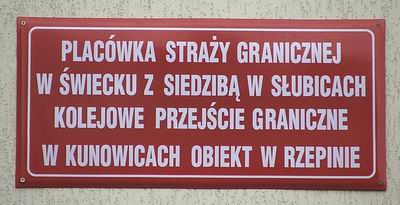 PLACÓWKA STRAŻY GRANICZNEJ
W ŚWIECKU Z SIEDZIBĄ W SŁUBICACH
KOLEJOWE PRZEJŚCIE GRANICZNE
W KUNOWICACH OBIEKT W RZEPINIE